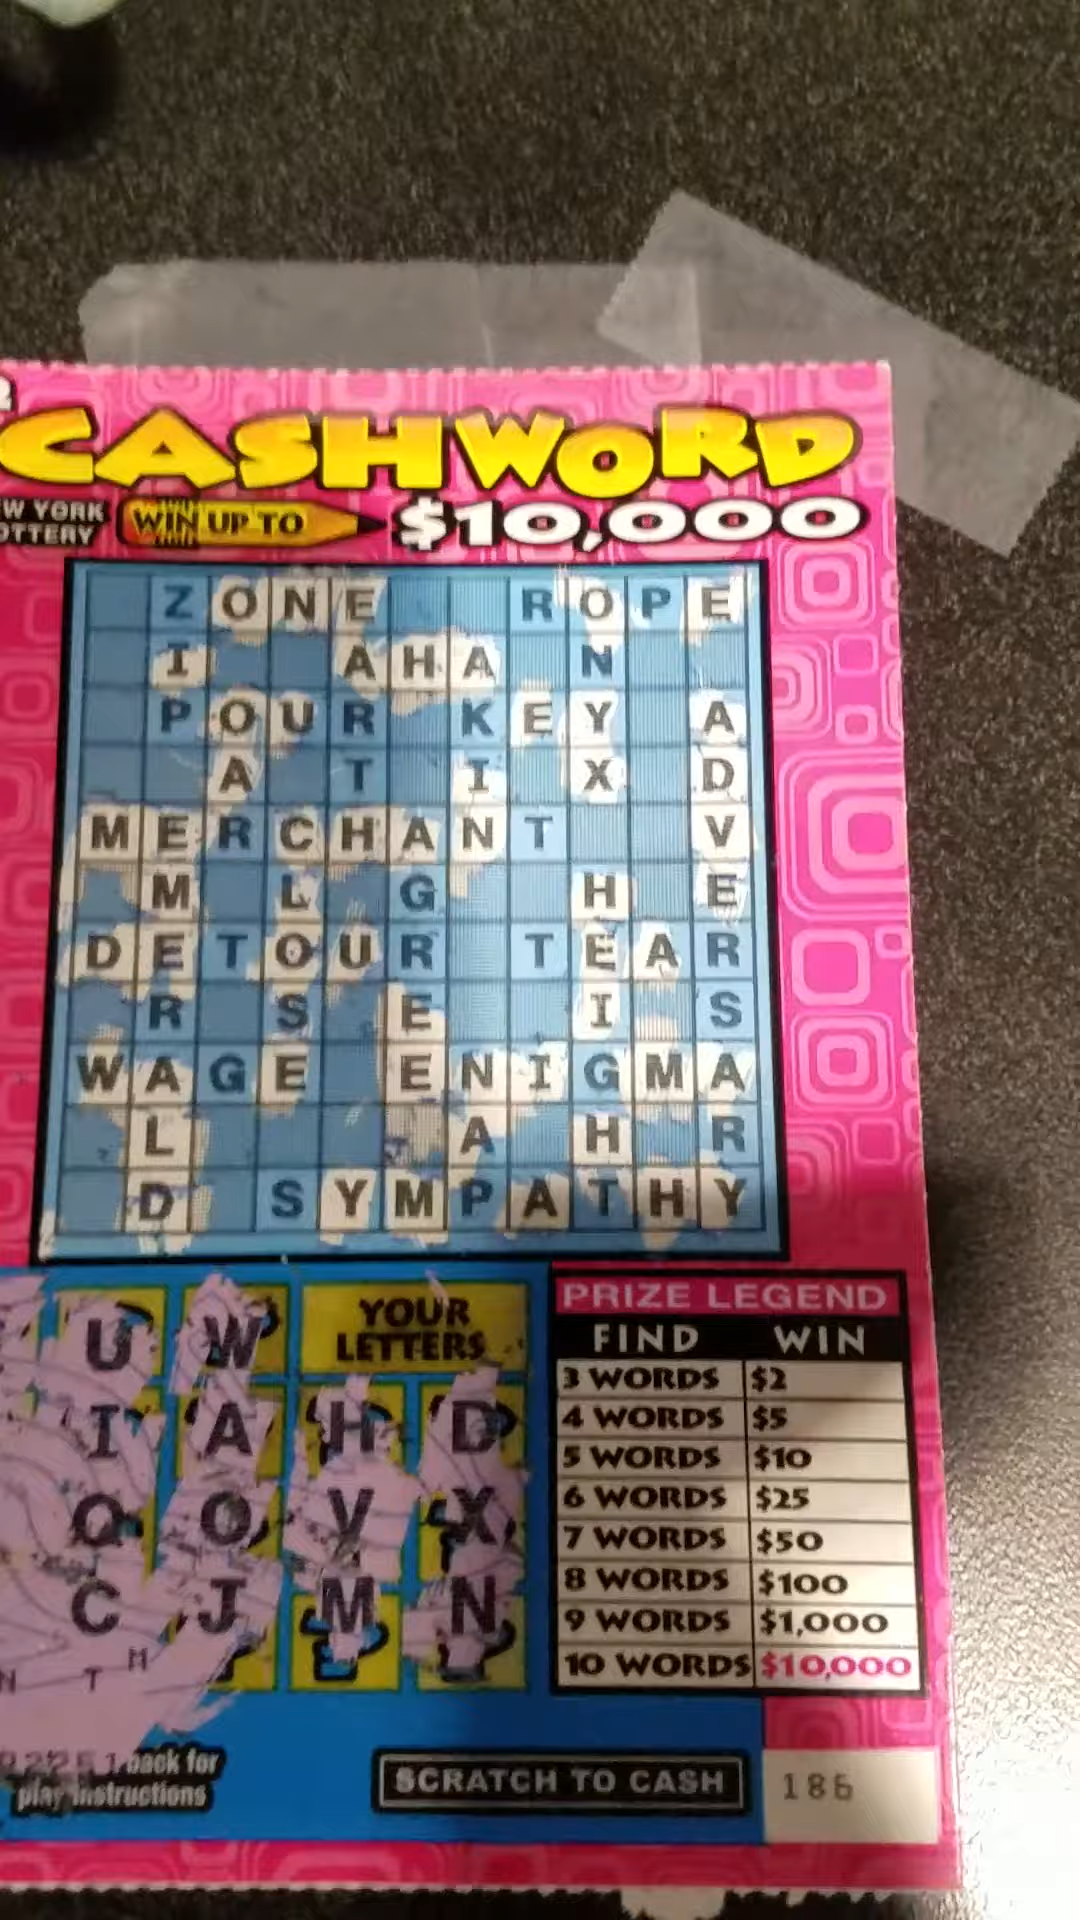 CASHWORD
EW YORK
OTTERY
WIN UP TO
$10,000
Z O N E R O P E
I A H A N
P O U R K E Y A
A T I X D
M E R C H A N T V
M L G H E
D E T O U R T E A R
R S E I S
W A G E E N I G M A
L A H R
D S Y M P A T H Y
U W YOUR
LETTERS
I A H D
Q O V X
C J M N
N T M
PRIZE LEGEND
FIND WIN
3 WORDS $2
4 WORDS $5
5 WORDS $10
6 WORDS $25
7 WORDS $50
8 WORDS $100
9 WORDS $1,000
10 WORDS $10,000
back for
play instructions
SCRATCH TO CASH
186